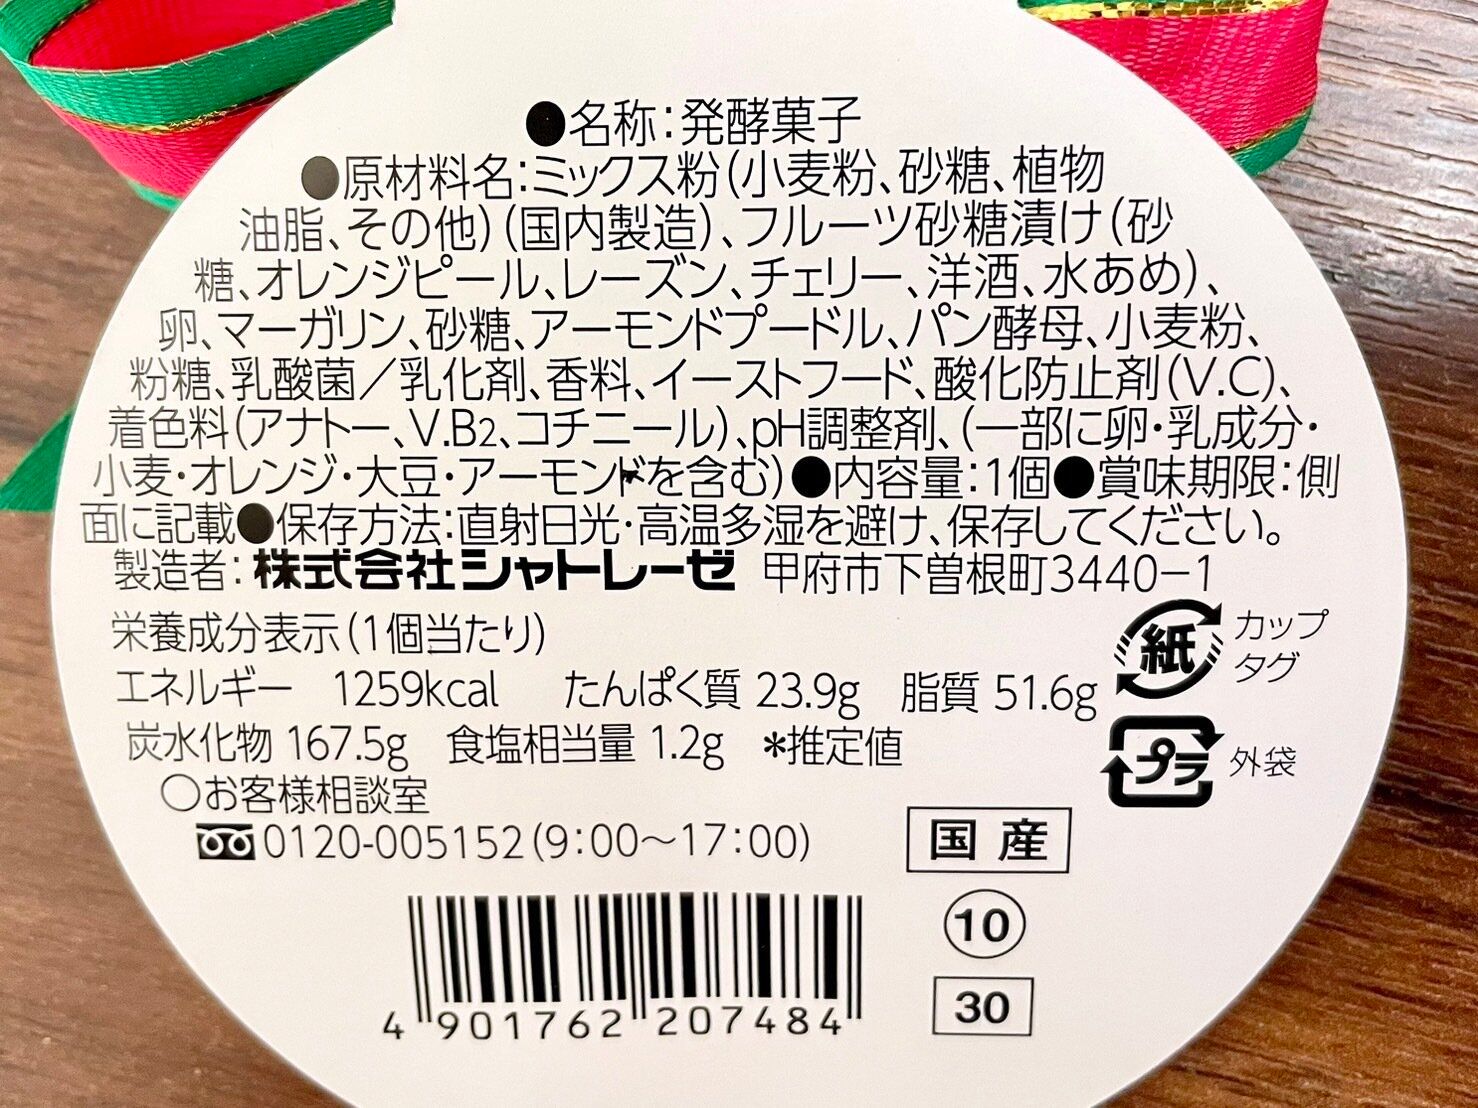 ●名称:発酵菓子
●原材料名:ミックス粉(小麦粉、砂糖、植物
油脂、その他)(国内製造)、フルーツ砂糖漬け(砂
糖、オレンジピール、レーズン、チェリー、洋酒、水あめ)、
卵、マーガリン、砂糖、アーモンドプードル、パン酵母、小麦粉、
粉糖、乳酸菌/乳化剤、香料、イーストフード、酸化防止剤(V.C)、
着色料(アナトー、V.B2、コチニール)、pH調整剤、(一部に卵・乳成分・
小麦・オレンジ・大豆・アーモンドを含む)●内容量:1個●賞味期限:側
面に記載●保存方法:直射日光・高温多湿を避け、保存してください。
製造者:株式会社シャトレーゼ 甲府市下曽根町3440-1
栄養成分表示(1個当たり)
エネルギー 1259kcal たんぱく質 23.9g 脂質 51.6g
炭水化物 167.5g 食塩相当量 1.2g *推定値
紙 カップ
タグ
プラ 外袋
○お客様相談室
0120-005152(9:00~17:00)
国産
10
30
4 901762 207484